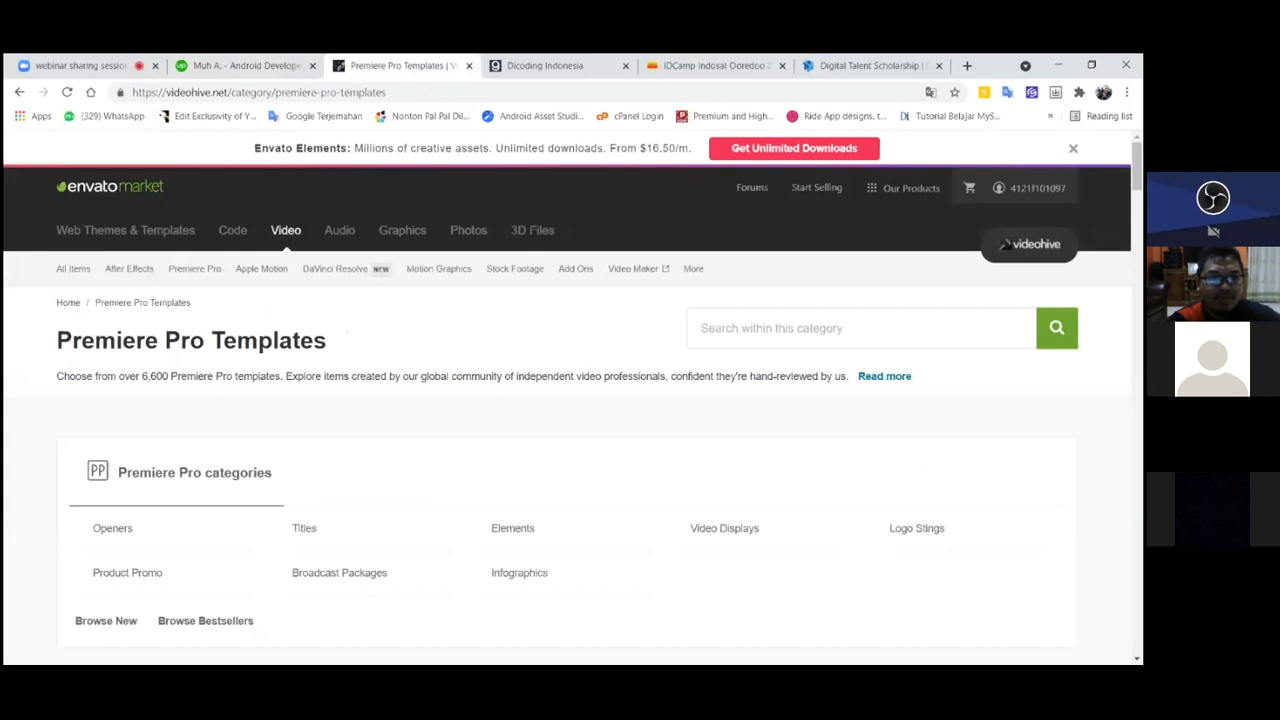 webinar sharing sessio
Muh A. - Android Develope
Premiere Pro Templates | Vi
Dicoding Indonesia
IDCamp Indosat Ooredoo 2
Digital Talent Scholarship | D
https://videohive.net/category/premiere-pro-templates
Apps
(329) WhatsApp
Edit Exclusivity of Y...
Google Terjemahan
Nonton Pal Pal Dil...
Android Asset Studi...
cPanel Login
Premium and High...
Ride App designs, t...
Tutorial Belajar MyS...
»
Reading list
Envato Elements: Millions of creative assets. Unlimited downloads. From $16.50/m.
Get Unlimited Downloads
envatomarket
Forums
Start Selling
Our Products
4121f101097
Web Themes & Templates
Code
Video
Audio
Graphics
Photos
3D Files
videohive
All Items
After Effects
Premiere Pro
Apple Motion
DaVinci Resolve NEW
Motion Graphics
Stock Footage
Add Ons
Video Maker
More
Home / Premiere Pro Templates
Premiere Pro Templates
Search within this category
Choose from over 6,600 Premiere Pro templates. Explore items created by our global community of independent video professionals, confident they're hand-reviewed by us. Read more
PP Premiere Pro categories
Openers
Titles
Elements
Video Displays
Logo Stings
Product Promo
Broadcast Packages
Infographics
Browse New
Browse Bestsellers